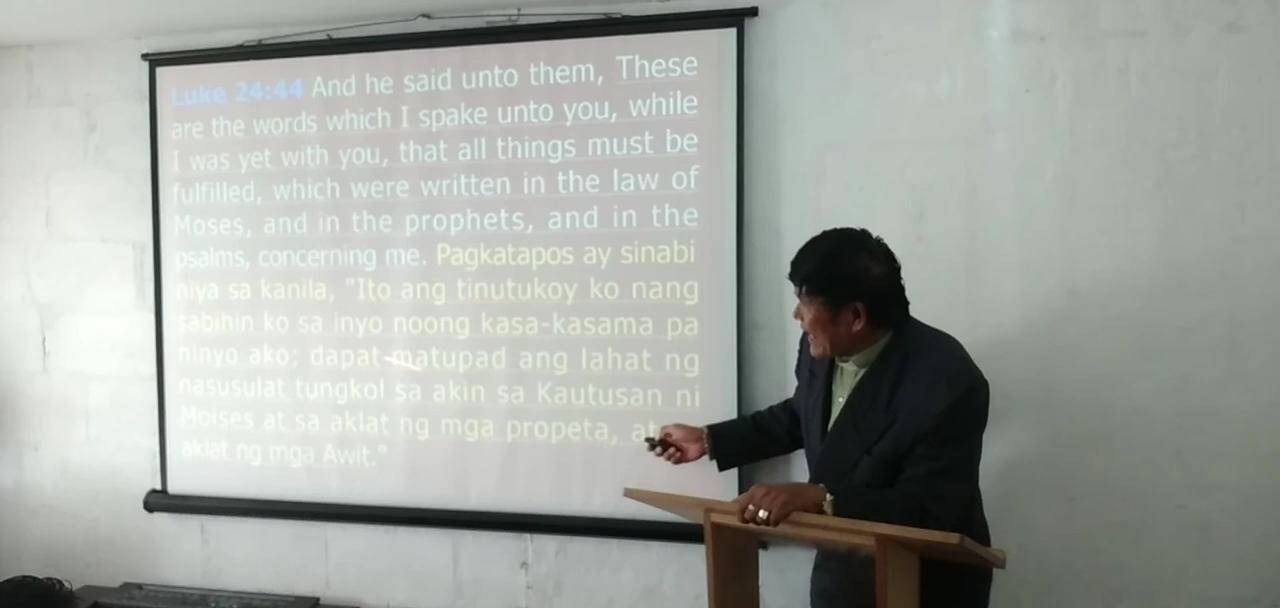 Luke 24:44 And he said unto them, These
are the words which I spake unto you, while
I was yet with you, that all things must be
fulfilled, which were written in the law of
Moses, and in the prophets, and in the
psalms, concerning me. Pagkatapos ay sinabi
niya sa kanila, "Ito ang tinutukoy ko nang
sabihin ko sa inyo noong kasa-kasama pa
ninyo ako; dapat matupad ang lahat ng
nasusulat tungkol sa akin sa Kautusan ni
Moises at sa aklat ng mga propeta, at
aklat ng mga Awit."